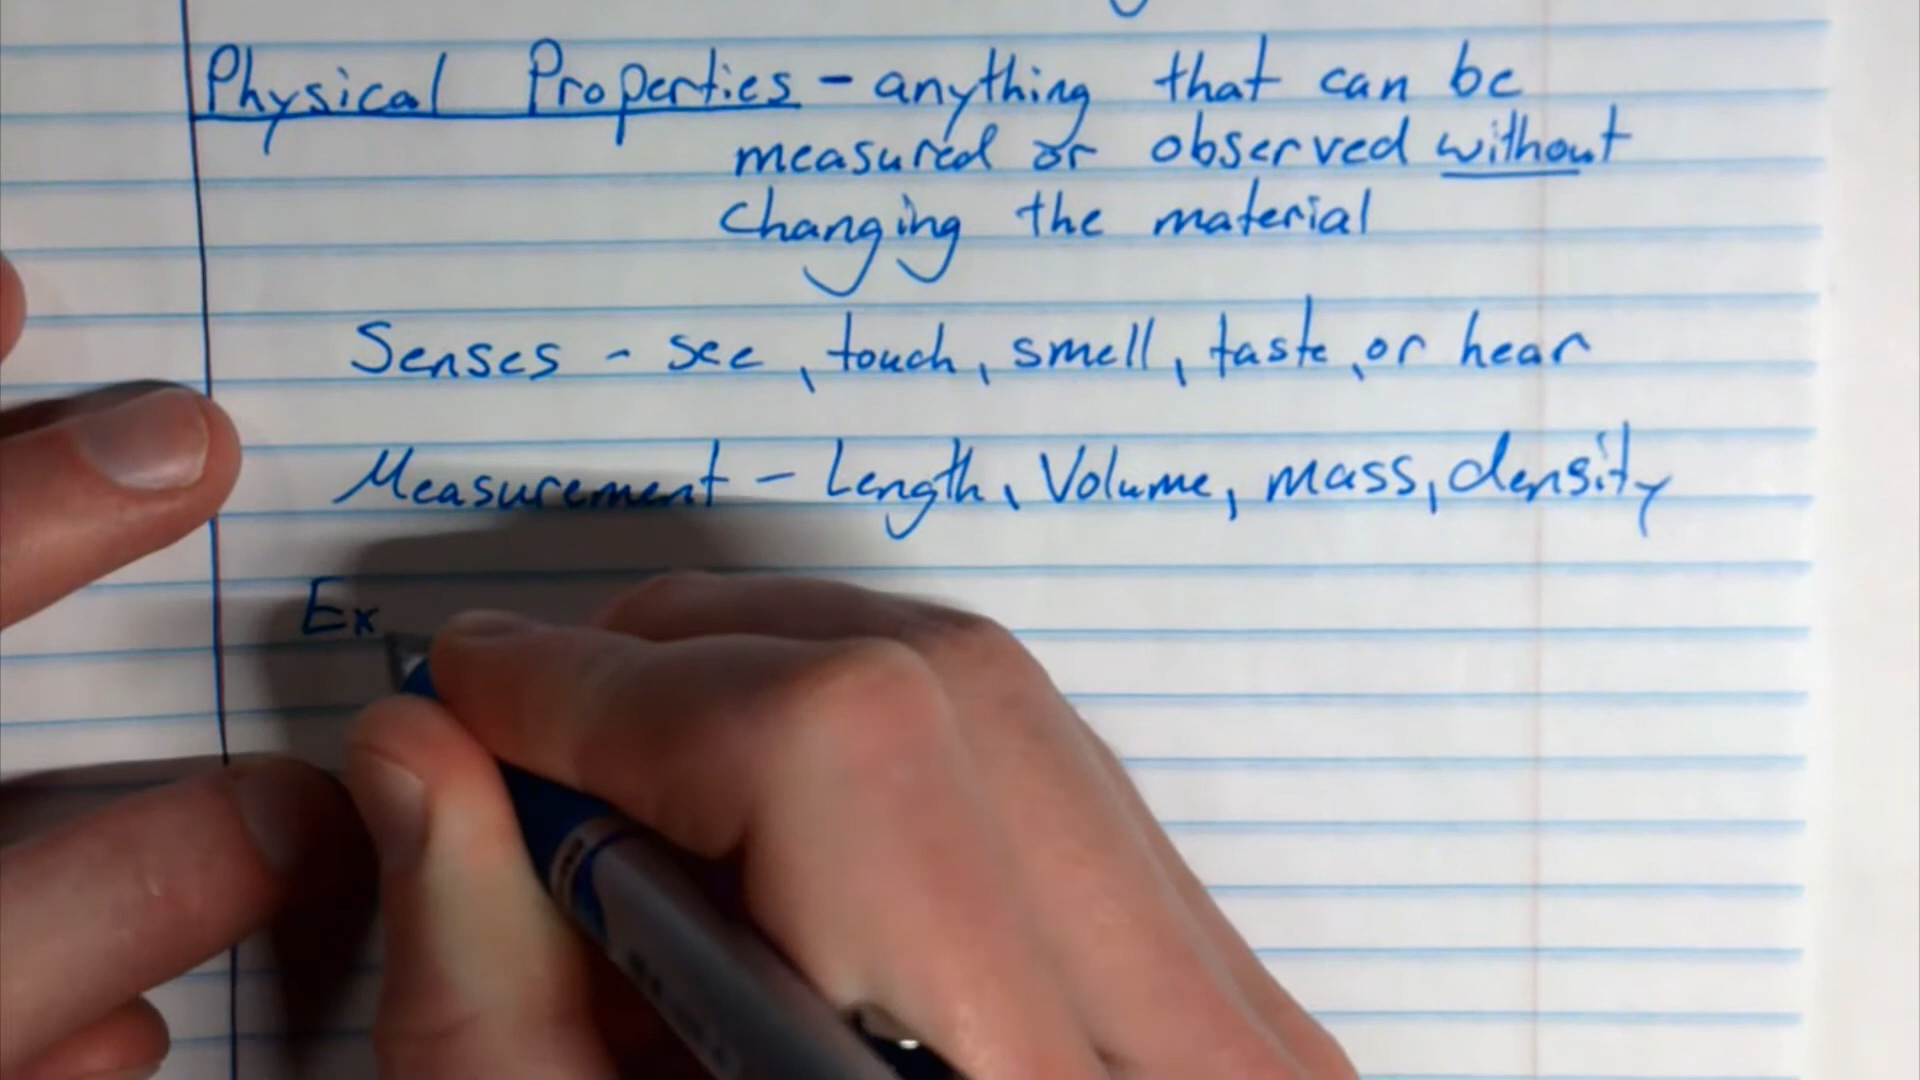 Physical Properties - anything that can be
measured or observed without
changing the material
Senses - see, touch, smell, taste, or hear
Measurement - Length, Volume, mass, density
Ex